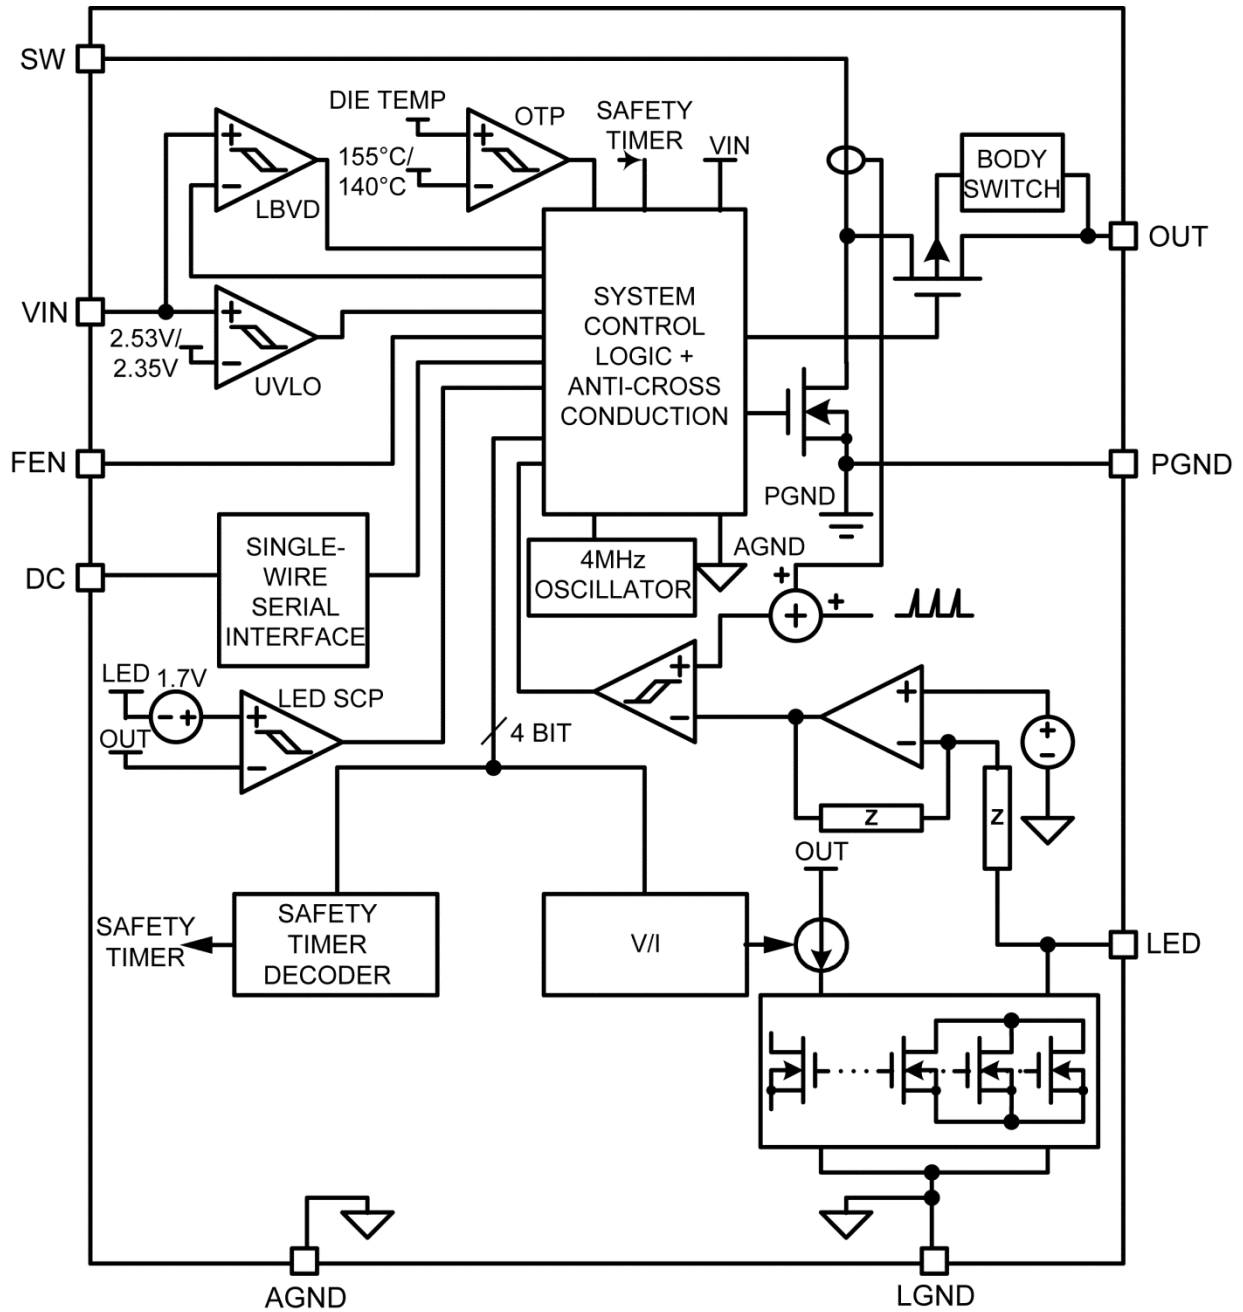 SW
DIE TEMP
OTP
SAFETY
TIMER
VIN
155°C/
140°C
+
−
LBVD
+
−
BODY
SWITCH
OUT
VIN
2.53V/
2.35V
+
−
UVLO
SYSTEM
CONTROL
LOGIC +
ANTI-CROSS
CONDUCTION
FEN
PGND
PGND
DC
SINGLE-
WIRE
SERIAL
INTERFACE
4MHz
OSCILLATOR
AGND
+
+
+
LED
1.7V
− +
OUT
LED SCP
+
−
4 BIT
+
−
+
−
+
−
Z
Z
OUT
SAFETY
TIMER
SAFETY
TIMER
DECODER
V/I
LED
AGND
LGND